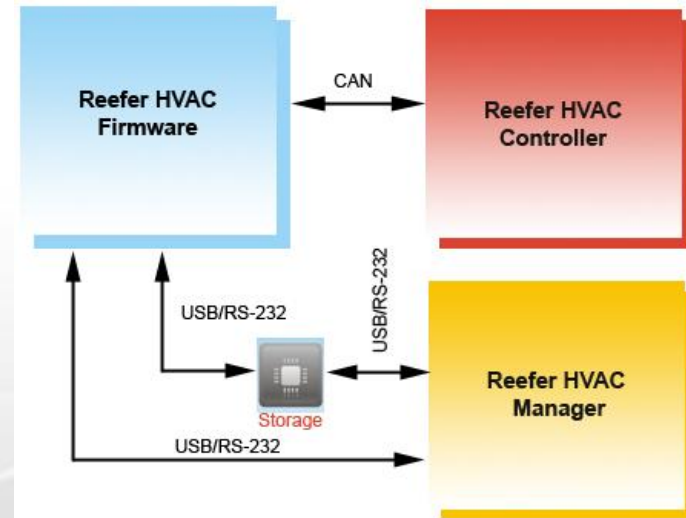 Reefer HVAC
Firmware
CAN
Reefer HVAC
Controller
USB/RS-232
USB/RS-232
Storage
Reefer HVAC
Manager
USB/RS-232